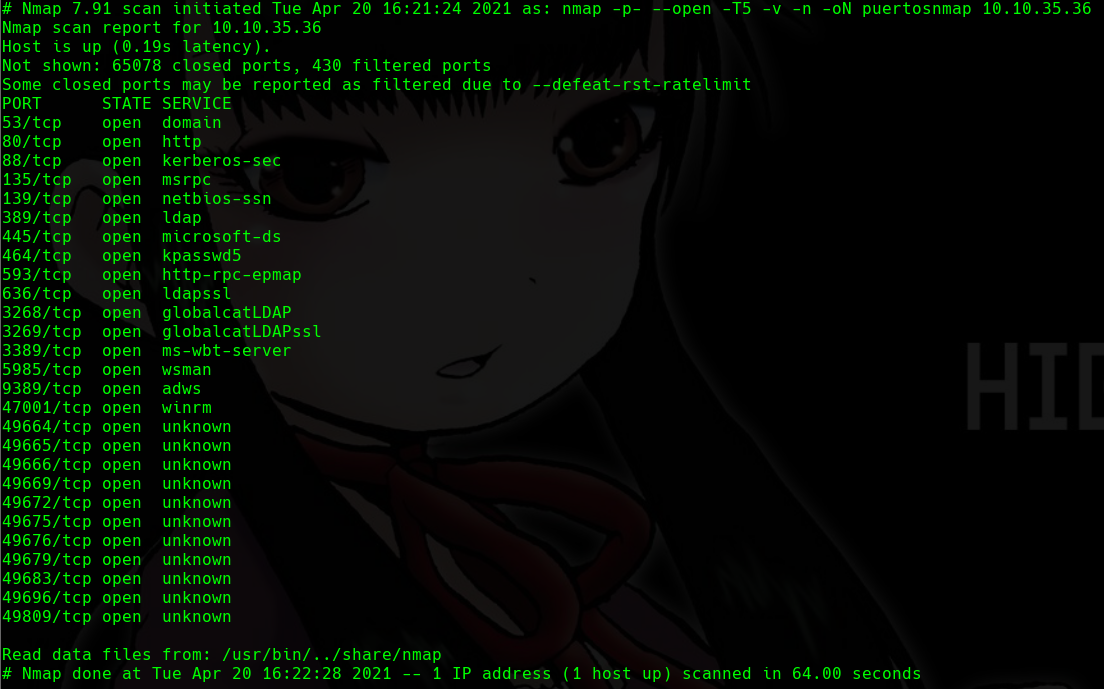 # Nmap 7.91 scan initiated Tue Apr 20 16:21:24 2021 as: nmap -p- --open -T5 -v -n -oN puertosnmap 10.10.35.36
Nmap scan report for 10.10.35.36
Host is up (0.19s latency).
Not shown: 65078 closed ports, 430 filtered ports
Some closed ports may be reported as filtered due to --defeat-rst-ratelimit
PORT      STATE SERVICE
53/tcp    open  domain
80/tcp    open  http
88/tcp    open  kerberos-sec
135/tcp   open  msrpc
139/tcp   open  netbios-ssn
389/tcp   open  ldap
445/tcp   open  microsoft-ds
464/tcp   open  kpasswd5
593/tcp   open  http-rpc-epmap
636/tcp   open  ldapssl
3268/tcp  open  globalcatLDAP
3269/tcp  open  globalcatLDAPssl
3389/tcp  open  ms-wbt-server
5985/tcp  open  wsman
9389/tcp  open  adws
47001/tcp open  winrm
49664/tcp open  unknown
49665/tcp open  unknown
49666/tcp open  unknown
49669/tcp open  unknown
49672/tcp open  unknown
49675/tcp open  unknown
49676/tcp open  unknown
49679/tcp open  unknown
49683/tcp open  unknown
49696/tcp open  unknown
49809/tcp open  unknown
Read data files from: /usr/bin/../share/nmap
# Nmap done at Tue Apr 20 16:22:28 2021 -- 1 IP address (1 host up) scanned in 64.00 seconds
HID